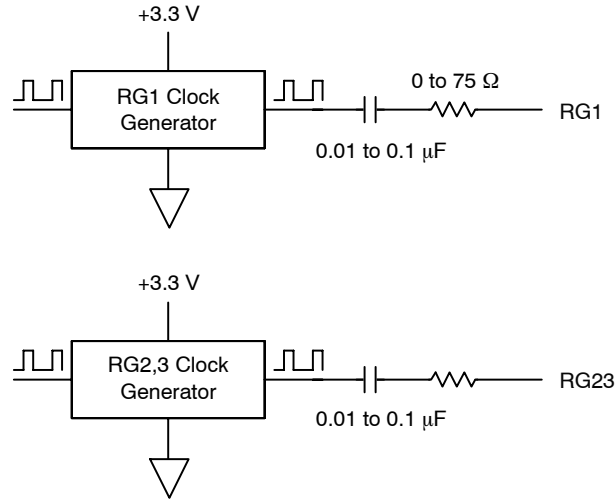 +3.3 V
RG1 Clock
Generator
0 to 75 Ω
RG1
0.01 to 0.1 μF
+3.3 V
RG2,3 Clock
Generator
RG23
0.01 to 0.1 μF